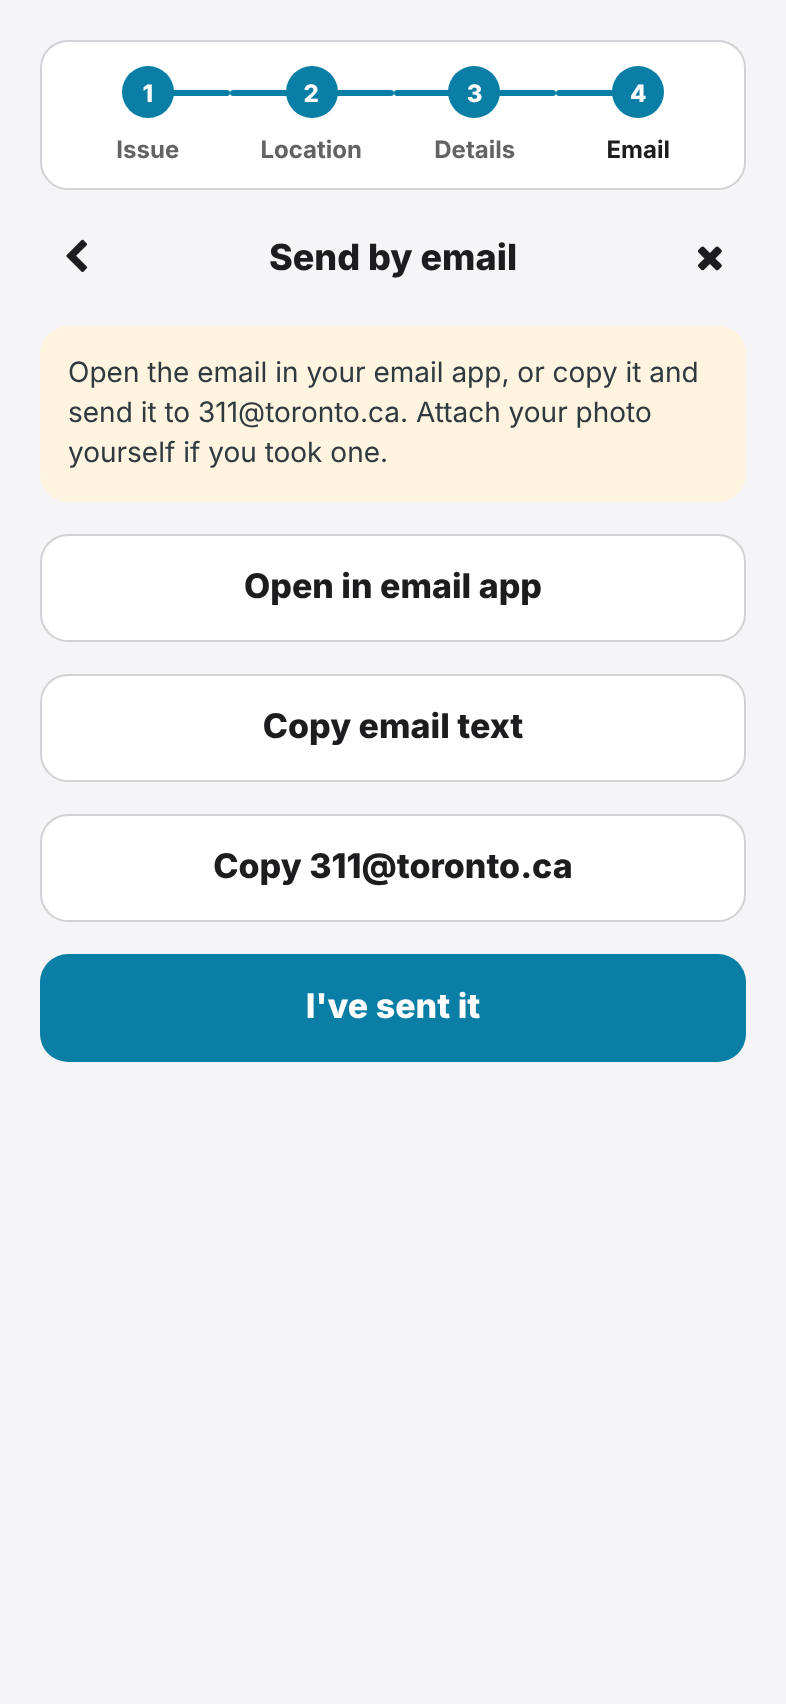 1 2 3 4
Issue Location Details Email
Send by email
Open the email in your email app, or copy it and
send it to 311@toronto.ca. Attach your photo
yourself if you took one.
Open in email app
Copy email text
Copy 311@toronto.ca
I've sent it